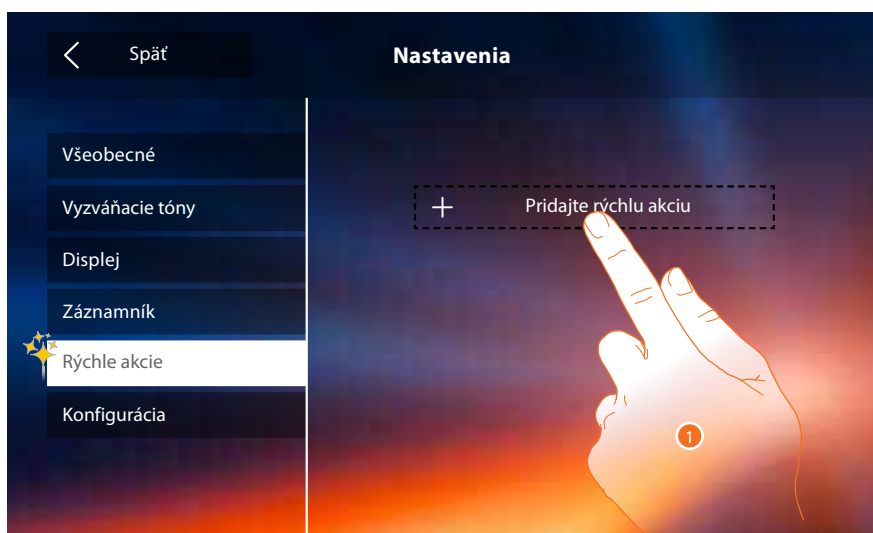 Späť
Nastavenia
Všeobecné
Vyzváňacie tóny
Displej
Záznamník
Rýchle akcie
Konfigurácia
Pridajte rýchlu akciu
1